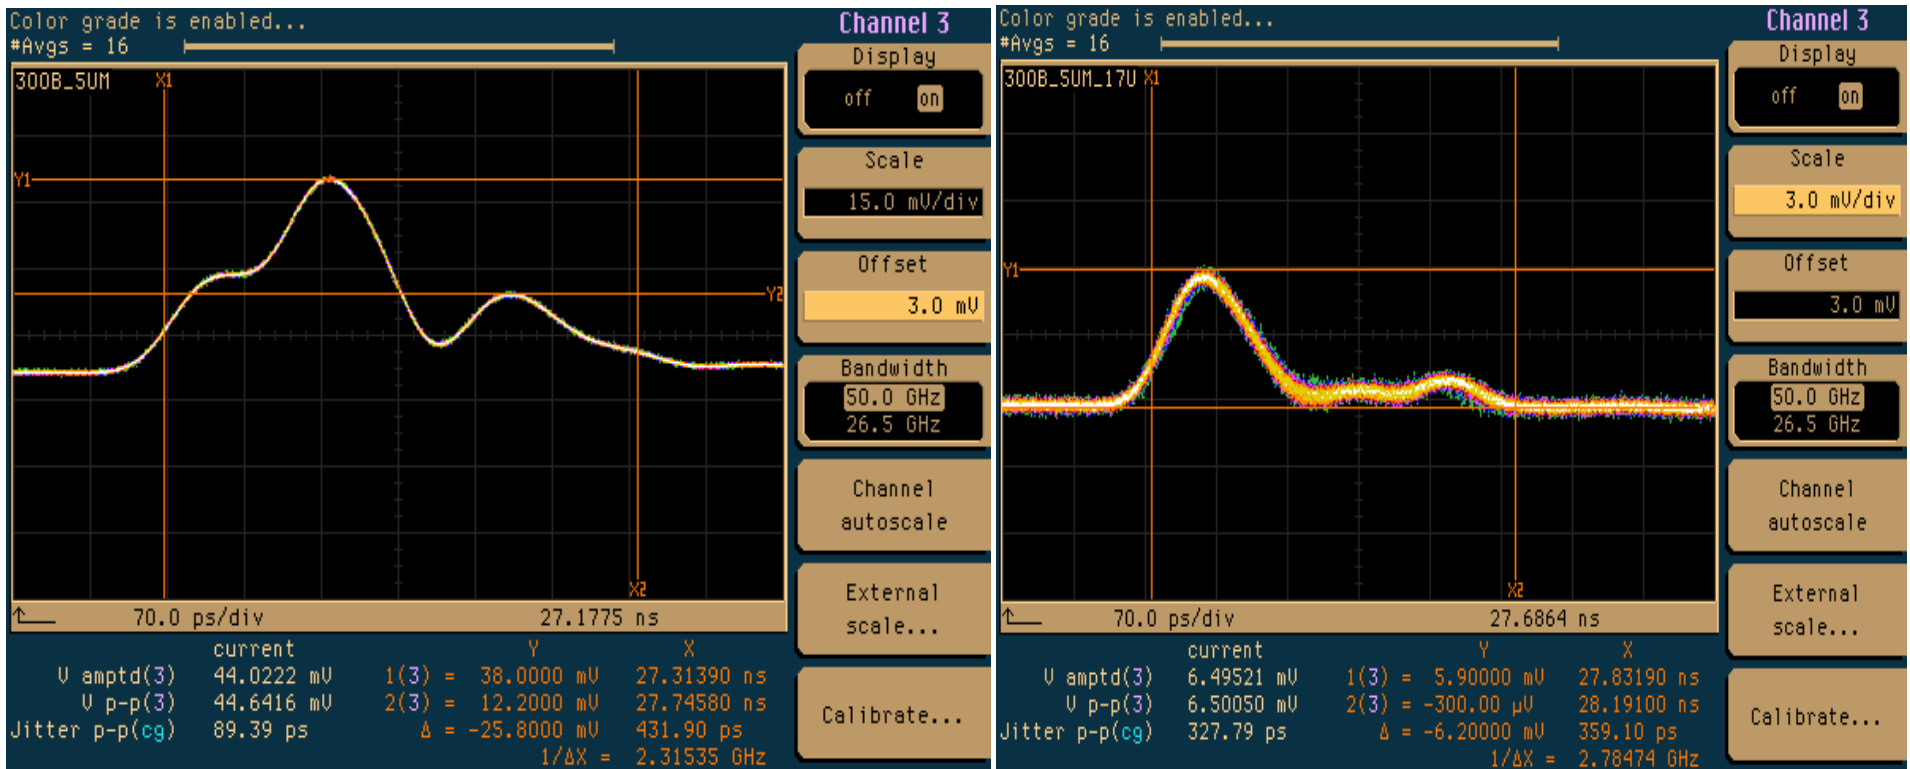 Color grade is enabled...
#Avgs = 16
Channel 3
300B_5UM
X1
Y1
Y2
X2
70.0 ps/div 27.1775 ns
Display
off on
Scale
15.0 mV/div
Offset
3.0 mV
Bandwidth
50.0 GHz
26.5 GHz
Channel
autoscale
External
scale...
Calibrate...
current Y X
V amptd(3) 44.0222 mV 1(3) = 38.0000 mV 27.31390 ns
V p-p(3) 44.6416 mV 2(3) = 12.2000 mV 27.74580 ns
Jitter p-p(cg) 89.39 ps Δ = -25.8000 mV 431.90 ps
1/ΔX = 2.31535 GHz
Color grade is enabled...
#Avgs = 16
Channel 3
300B_5UM_17U X1
Y1
X2
70.0 ps/div 27.6864 ns
Display
off on
Scale
3.0 mV/div
Offset
3.0 mV
Bandwidth
50.0 GHz
26.5 GHz
Channel
autoscale
External
scale...
Calibrate...
current Y X
V amptd(3) 6.49521 mV 1(3) = 5.90000 mV 27.83190 ns
V p-p(3) 6.50050 mV 2(3) = -300.00 µV 28.19100 ns
Jitter p-p(cg) 327.79 ps Δ = -6.20000 mV 359.10 ps
1/ΔX = 2.78474 GHz